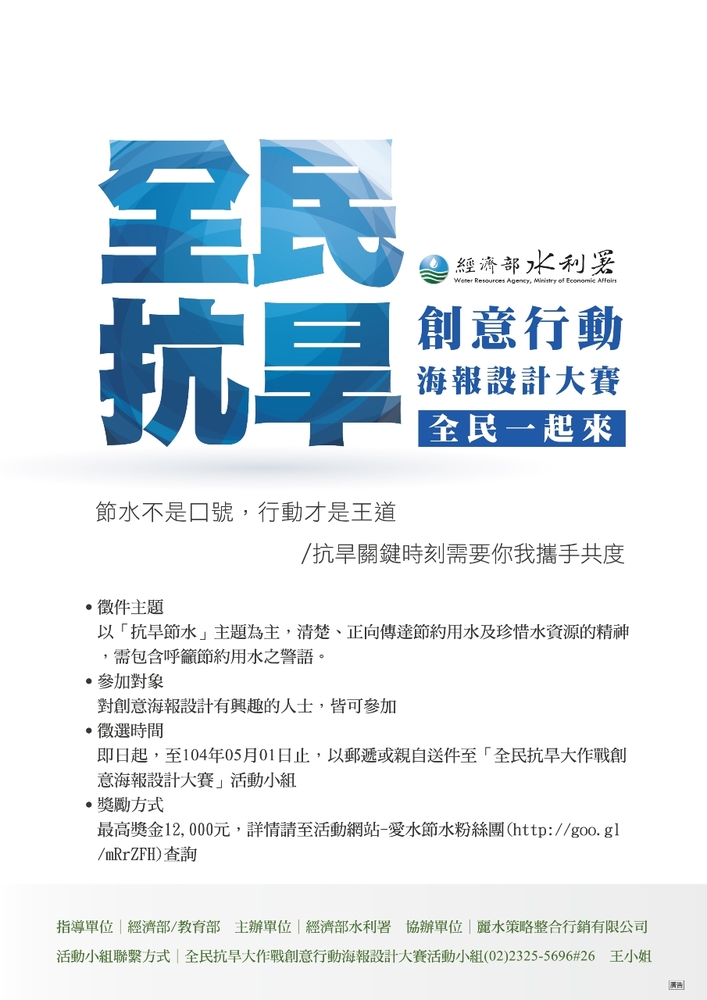 全民
抗旱
經濟部水利署
Water Resources Agency, Ministry of Economic Affairs
創意行動
海報設計大賽
全民一起來
節水不是口號，行動才是王道
/抗旱關鍵時刻需要你我攜手共度
•徵件主題
以「抗旱節水」主題為主，清楚、正向傳達節約用水及珍惜水資源的精神
，需包含呼籲節約用水之警語。
•參加對象
對創意海報設計有興趣的人士，皆可參加
•徵選時間
即日起，至104年05月01日止，以郵遞或親自送件至「全民抗旱大作戰創
意海報設計大賽」活動小組
•獎勵方式
最高獎金12,000元，詳情請至活動網站-愛水節水粉絲團(http://goo.gl
/mRrZFH)查詢
指導單位｜經濟部/教育部　主辦單位｜經濟部水利署　協辦單位｜麗水策略整合行銷有限公司
活動小組聯繫方式｜全民抗旱大作戰創意行動海報設計大賽活動小組(02)2325-5696#26　王小姐
廣告